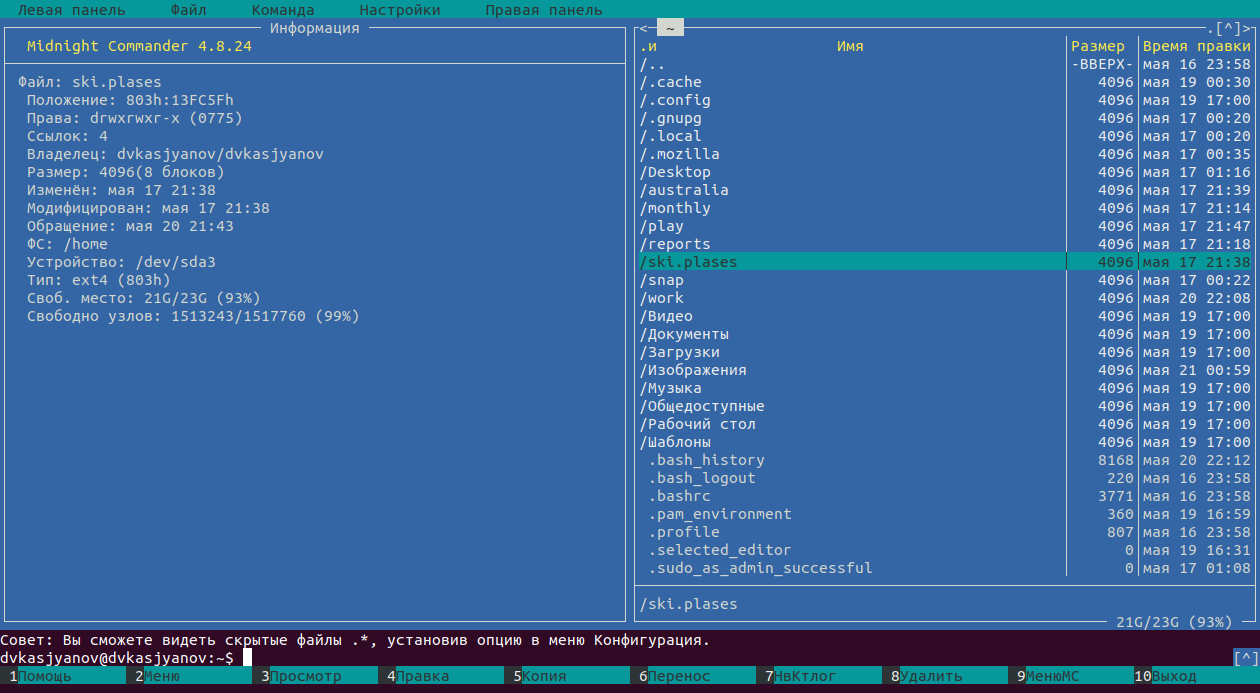 Левая панель Файл Команда Настройки Правая панель
Информация
Midnight Commander 4.8.24
Файл: ski.plases
Положение: 803h:13FC5Fh
Права: drwxrwxr-x (0775)
Ссылок: 4
Владелец: dvkasjyanov/dvkasjyanov
Размер: 4096(8 блоков)
Изменён: мая 17 21:38
Модифицирован: мая 17 21:38
Обращение: мая 20 21:43
ФС: /home
Устройство: /dev/sda3
Тип: ext4 (803h)
Своб. место: 21G/23G (93%)
Свободно узлов: 1513243/1517760 (99%)
< ~ .[^]>
.и Имя Размер Время правки
/.. -ВВЕРХ- мая 16 23:58
/.cache 4096 мая 19 00:30
/.config 4096 мая 19 17:00
/.gnupg 4096 мая 17 00:20
/.local 4096 мая 17 00:20
/.mozilla 4096 мая 17 00:35
/Desktop 4096 мая 17 01:16
/australia 4096 мая 17 21:39
/monthly 4096 мая 17 21:14
/play 4096 мая 17 21:47
/reports 4096 мая 17 21:18
/ski.plases 4096 мая 17 21:38
/snap 4096 мая 17 00:22
/work 4096 мая 20 22:08
/Видео 4096 мая 19 17:00
/Документы 4096 мая 19 17:00
/Загрузки 4096 мая 19 17:00
/Изображения 4096 мая 21 00:59
/Музыка 4096 мая 19 17:00
/Общедоступные 4096 мая 19 17:00
/Рабочий стол 4096 мая 19 17:00
/Шаблоны 4096 мая 19 17:00
.bash_history 8168 мая 20 22:12
.bash_logout 220 мая 16 23:58
.bashrc 3771 мая 16 23:58
.pam_environment 360 мая 19 16:59
.profile 807 мая 16 23:58
.selected_editor 0 мая 19 16:31
.sudo_as_admin_successful 0 мая 17 01:08
/ski.plases
21G/23G (93%)
Совет: Вы сможете видеть скрытые файлы .*, установив опцию в меню Конфигурация.
dvkasjyanov@dvkasjyanov:~$ [^]
1Помощь 2Меню 3Просмотр 4Правка 5Копия 6Перенос 7НвКтлог 8Удалить 9МенюMC 10Выход